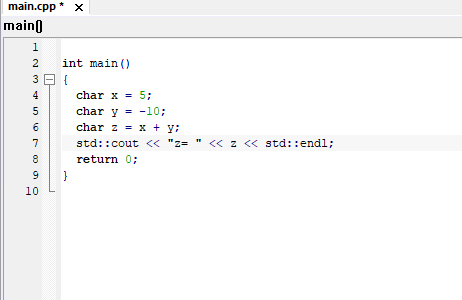 main.cpp *
main()
1
2 int main()
3 {
4 char x = 5;
5 char y = -10;
6 char z = x + y;
7 std::cout << "z= " << z << std::endl;
8 return 0;
9 }
10